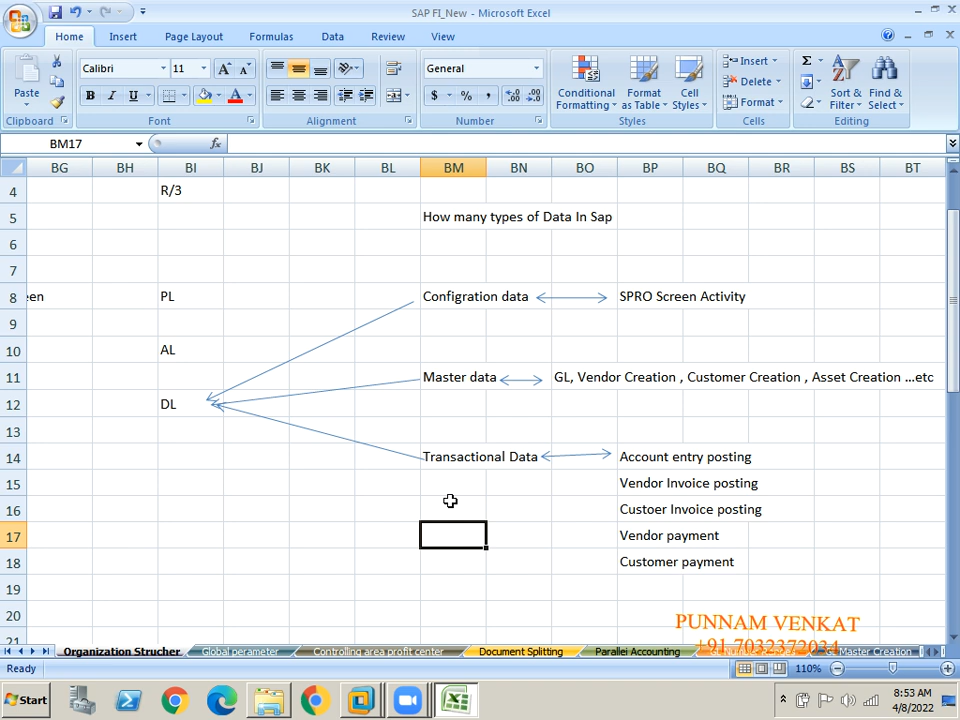 SAP FI_New - Microsoft Excel
Home Insert Page Layout Formulas Data Review View
Paste
Calibri 11 A A
B I U A
General
$ % , .00 .0
Conditional Formatting Format as Table Cell Styles
Insert
Delete
Format
Σ
Sort & Filter Find & Select
Clipboard Font Alignment Number Styles Cells Editing
BM17 fx
BG BH BI BJ BK BL BM BN BO BP BQ BR BS BT
4 R/3
5 How many types of Data In Sap
6
7
8 een PL Configration data SPRO Screen Activity
9
10 AL
11 Master data GL, Vendor Creation , Customer Creation , Asset Creation ...etc
12 DL
13
14 Transactional Data Account entry posting
15 Vendor Invoice posting
16 Custoer Invoice posting
17 Vendor payment
18 Customer payment
19
20
21
PUNNAM VENKAT
+91 7032372034
Organization Strucher Global perameter Controlling area profit center Document Splitting Parallei Accounting Master Creation
Ready 110%
Start 8:53 AM
4/8/2022